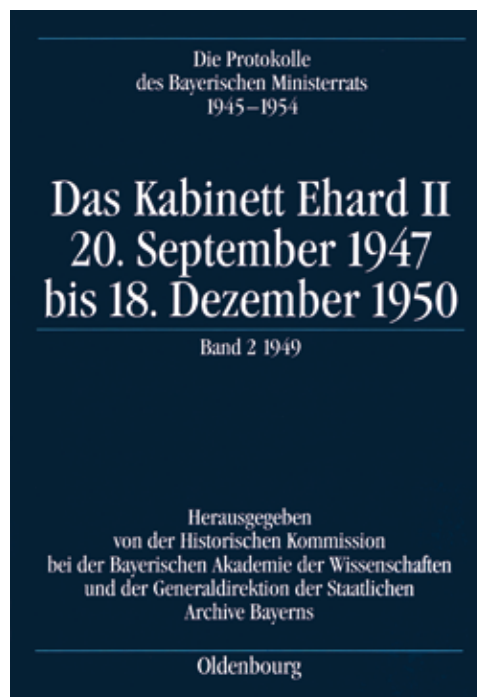 Die Protokolle
des Bayerischen Ministerrats
1945–1954
Das Kabinett Ehard II
20. September 1947
bis 18. Dezember 1950
Band 2 1949
Herausgegeben
von der Historischen Kommission
bei der Bayerischen Akademie der Wissenschaften
und der Generaldirektion der Staatlichen
Archive Bayerns
Oldenbourg